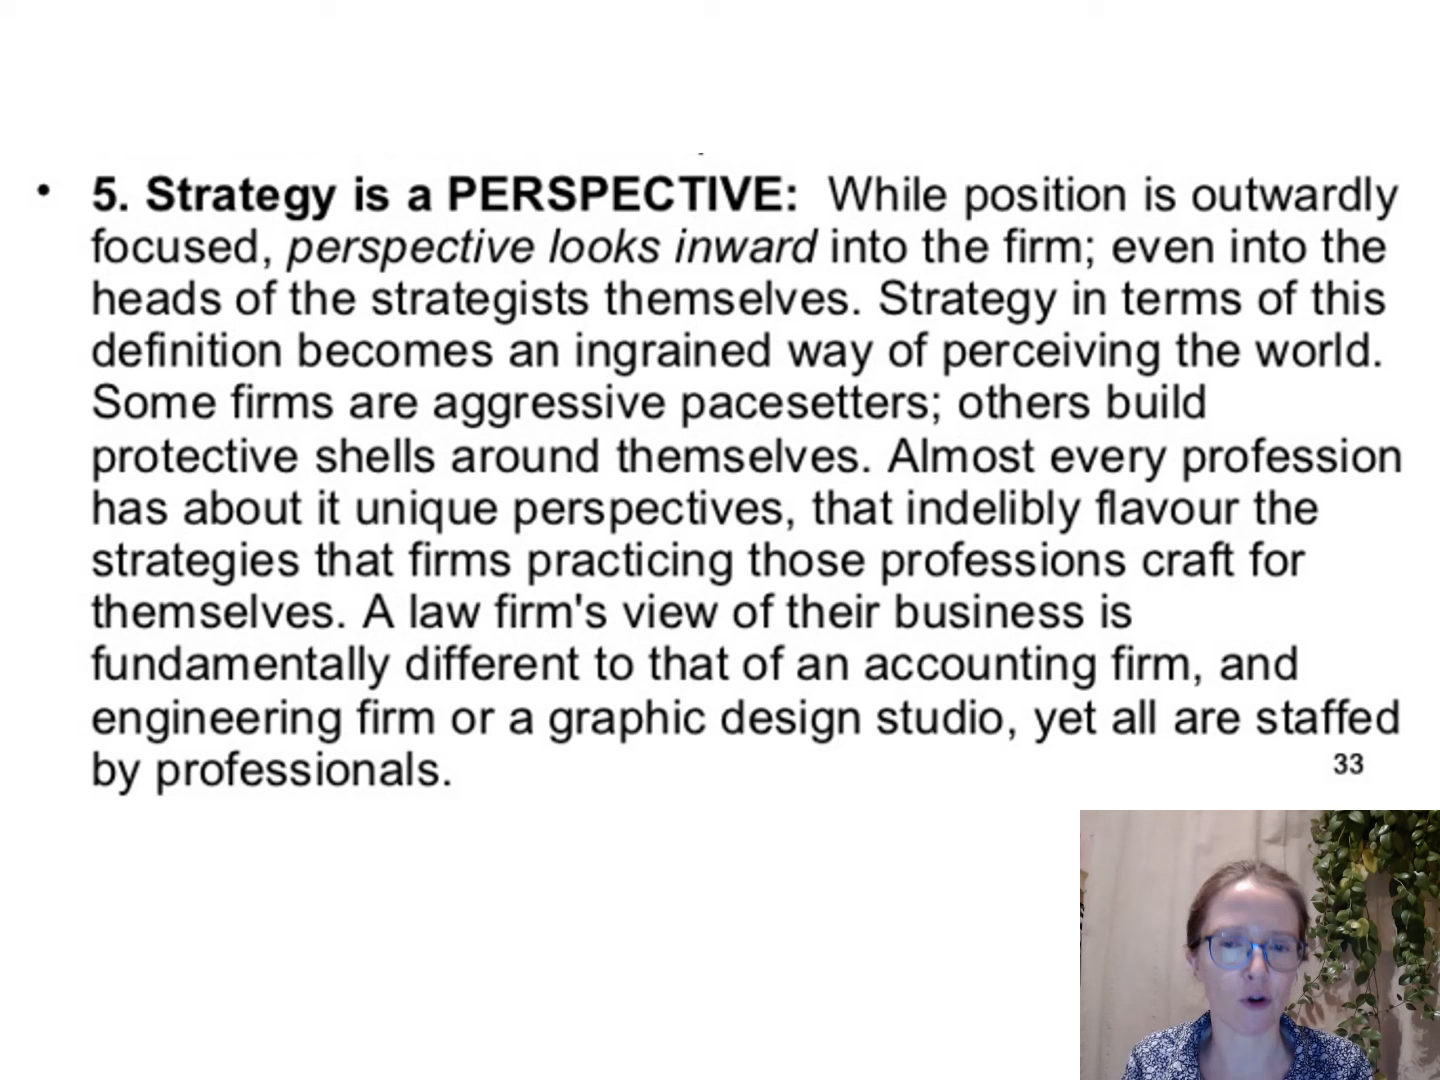 • 5. Strategy is a PERSPECTIVE: While position is outwardly
focused, perspective looks inward into the firm; even into the
heads of the strategists themselves. Strategy in terms of this
definition becomes an ingrained way of perceiving the world.
Some firms are aggressive pacesetters; others build
protective shells around themselves. Almost every profession
has about it unique perspectives, that indelibly flavour the
strategies that firms practicing those professions craft for
themselves. A law firm's view of their business is
fundamentally different to that of an accounting firm, and
engineering firm or a graphic design studio, yet all are staffed
by professionals.
33